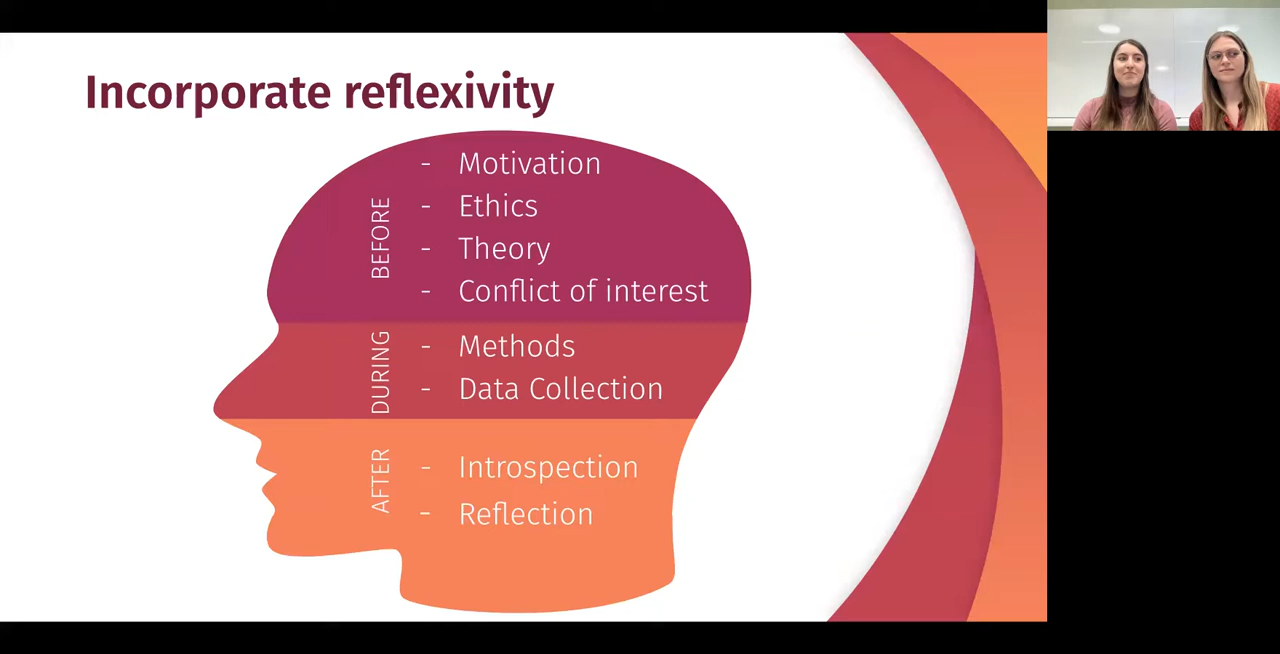 Incorporate reflexivity
BEFORE
- Motivation
- Ethics
- Theory
- Conflict of interest
DURING
- Methods
- Data Collection
AFTER
- Introspection
- Reflection